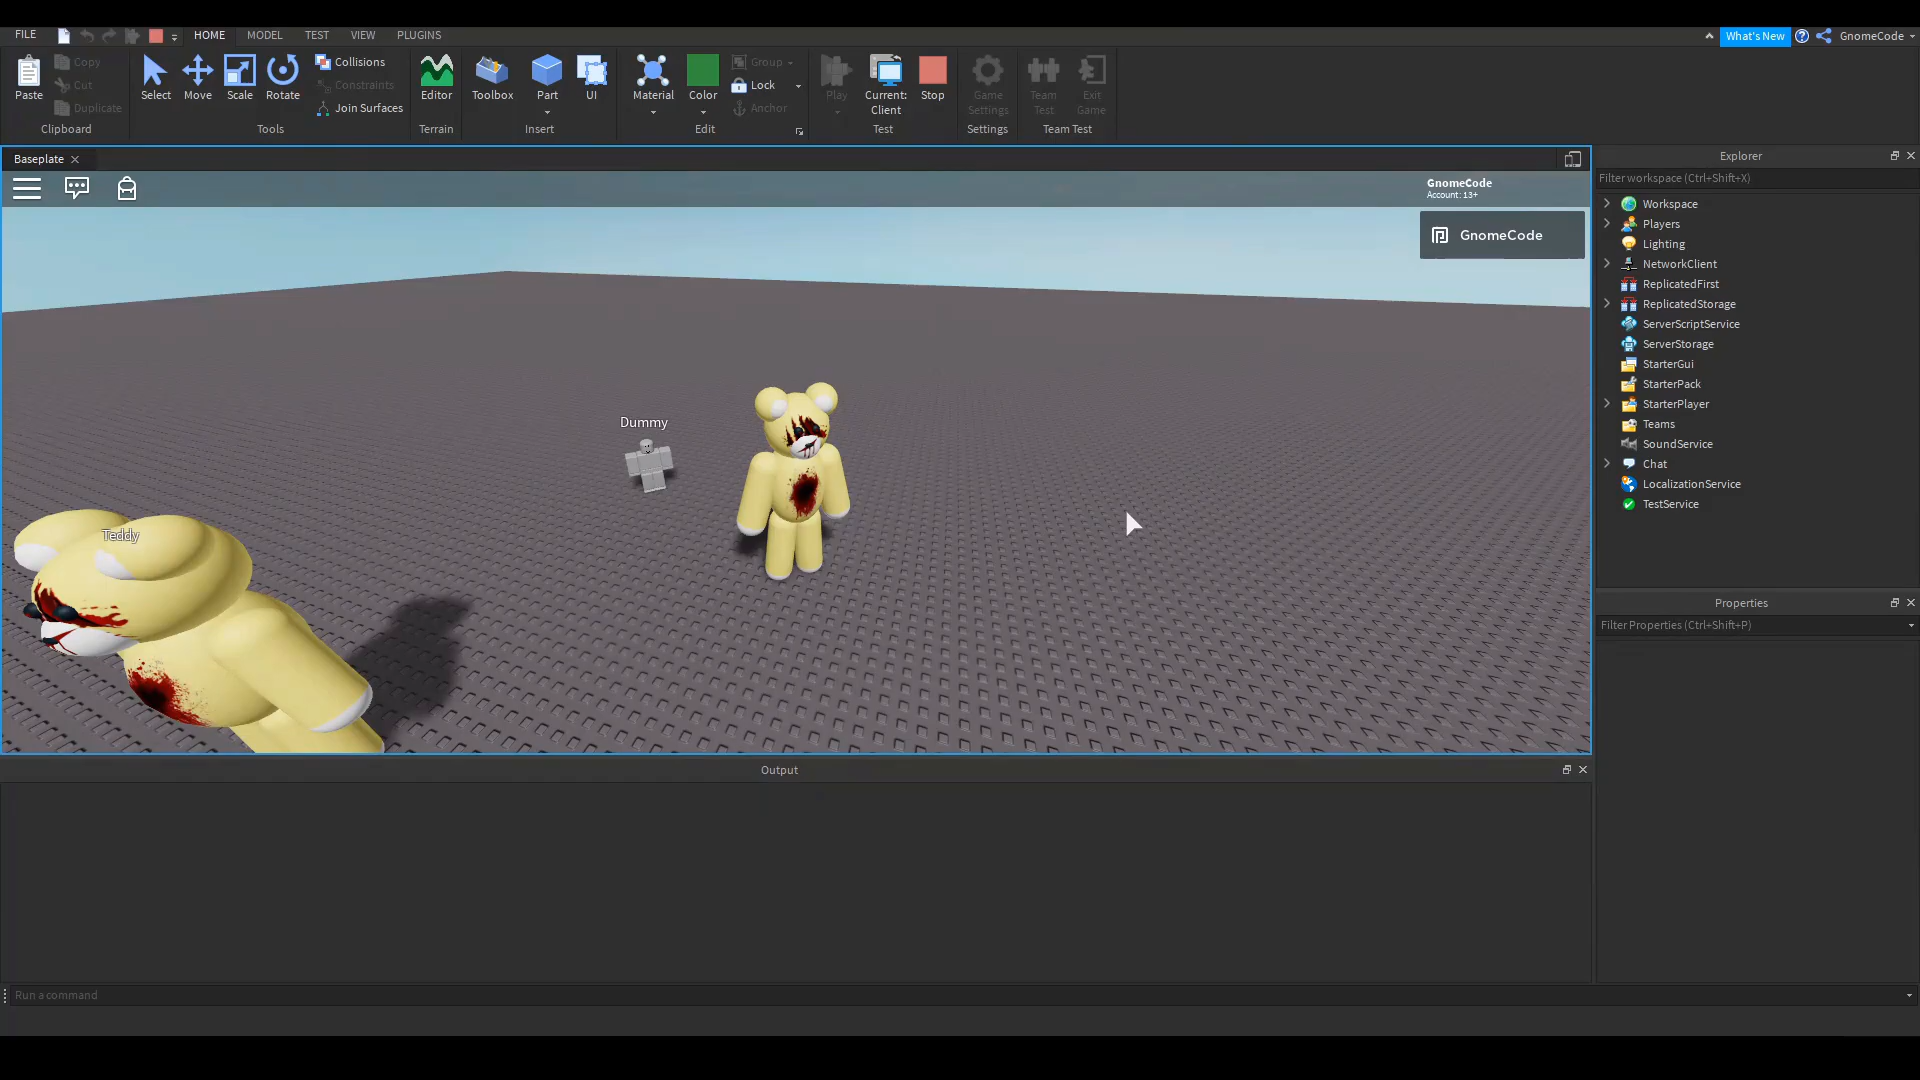 FILE HOME MODEL TEST VIEW PLUGINS What's New GnomeCode
Paste Copy Cut Duplicate Select Move Scale Rotate Collisions Constraints Join Surfaces Editor Toolbox Part UI Material Color Group Lock Anchor Play Current: Client Stop Game Settings Team Test Exit Game
Clipboard Tools Terrain Insert Edit Test Settings Team Test
Baseplate
GnomeCode
Account: 13+
GnomeCode
Dummy
Teddy
Explorer
Filter workspace (Ctrl+Shift+X)
Workspace
Players
Lighting
NetworkClient
ReplicatedFirst
ReplicatedStorage
ServerScriptService
ServerStorage
StarterGui
StarterPack
StarterPlayer
Teams
SoundService
Chat
LocalizationService
TestService
Properties
Filter Properties (Ctrl+Shift+P)
Output
Run a command